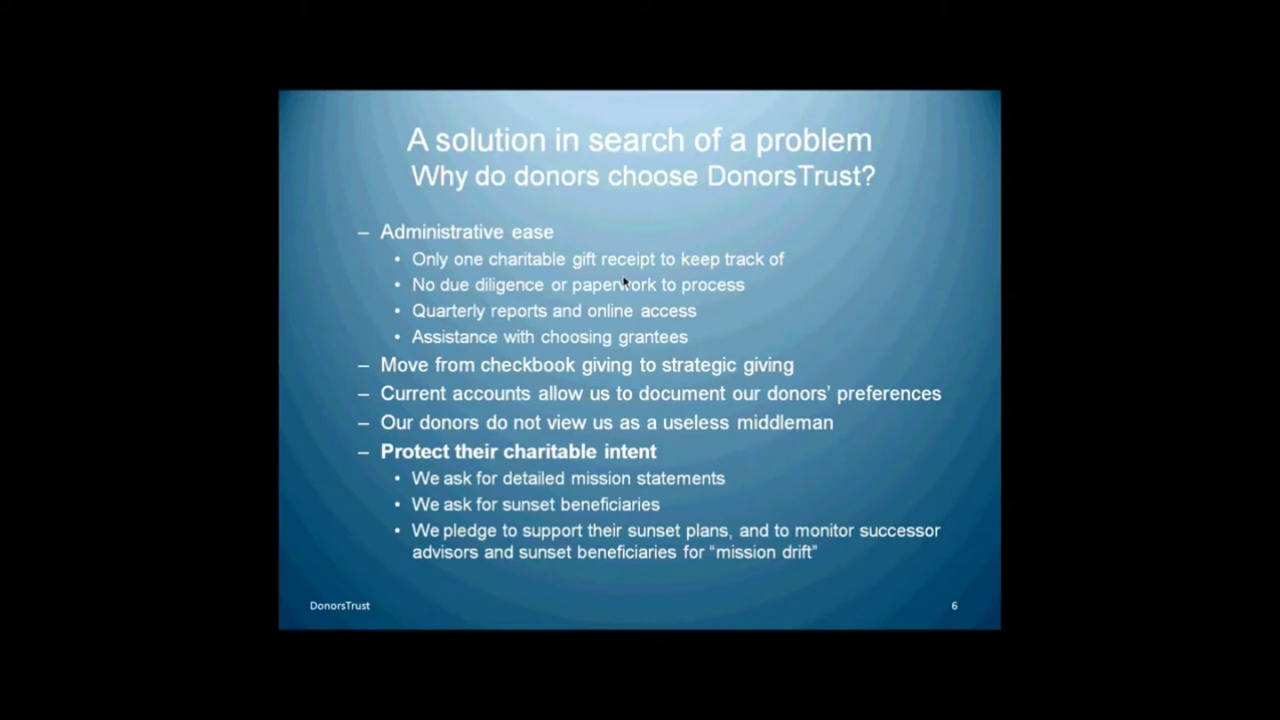 A solution in search of a problem
Why do donors choose DonorsTrust?
– Administrative ease
• Only one charitable gift receipt to keep track of
• No due diligence or paperwork to process
• Quarterly reports and online access
• Assistance with choosing grantees
– Move from checkbook giving to strategic giving
– Current accounts allow us to document our donors’ preferences
– Our donors do not view us as a useless middleman
– Protect their charitable intent
• We ask for detailed mission statements
• We ask for sunset beneficiaries
• We pledge to support their sunset plans, and to monitor successor
advisors and sunset beneficiaries for “mission drift”
DonorsTrust
6